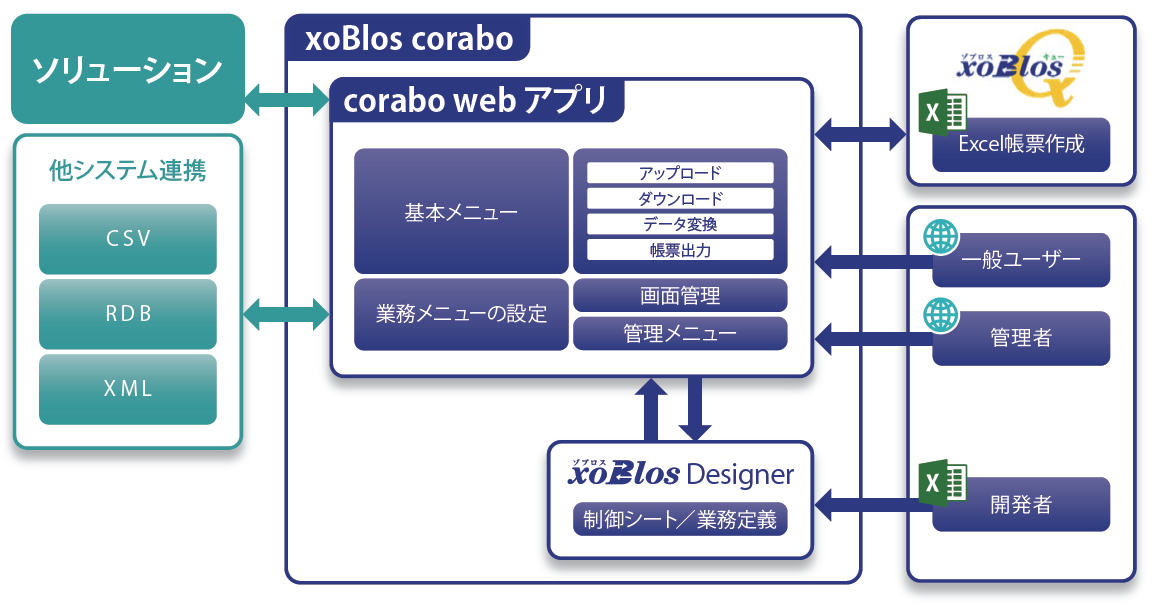 ソリューション
他システム連携
CSV
RDB
XML
xoBlos corabo
corabo web アプリ
基本メニュー
アップロード
ダウンロード
データ変換
帳票出力
業務メニューの設定
画面管理
管理メニュー
ゾブロス
xoBlos Designer
制御シート／業務定義
ゾブロス キュー
xoBlos Q
X
Excel帳票作成
一般ユーザー
管理者
X
開発者